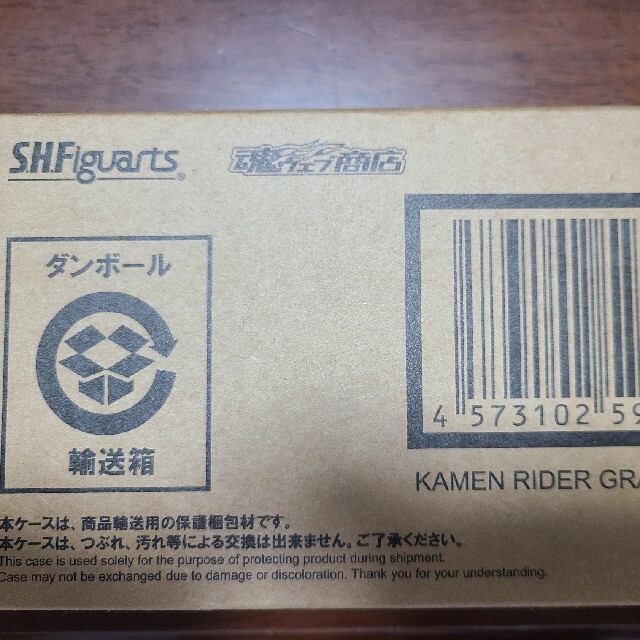 S.H.Figuarts®
魂ウェブ商店
ダンボール
輸送箱
4 573102 59
KAMEN RIDER GRA
本ケースは、商品輸送用の保護梱包材です。
本ケースは、つぶれ、汚れ等による交換は出来ません。ご了承ください。
This case is used solely for the purpose of protecting product during shipment.
Case may not be exchanged due to damage or discoloration. Thank you for your understanding.